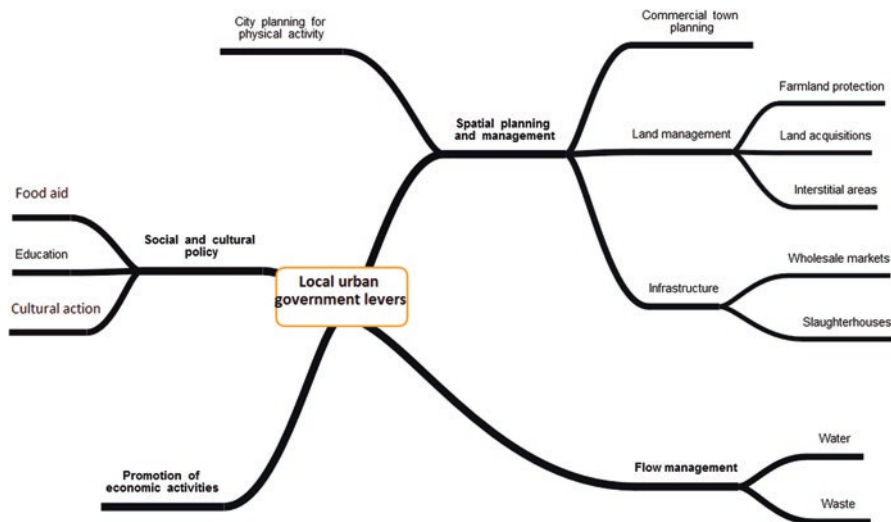 City planning for
physical activity
Commercial town
planning
Spatial planning
and management
Farmland protection
Land management
Land acquisitions
Interstitial areas
Food aid
Education
Cultural action
Social and cultural
policy
Local urban
government levers
Infrastructure
Wholesale markets
Slaughterhouses
Promotion of
economic activities
Flow management
Water
Waste